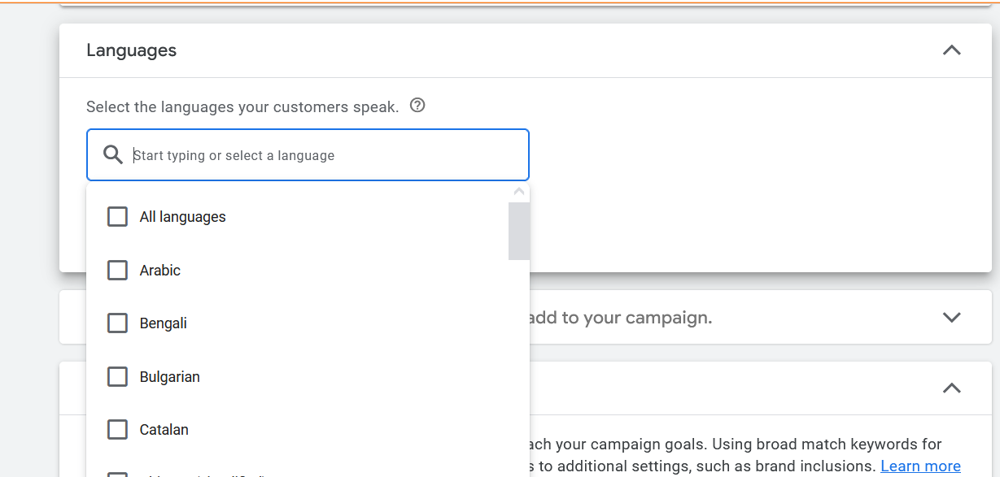 Languages
Select the languages your customers speak.
Start typing or select a language
All languages
Arabic
add to your campaign.
Bengali
Bulgarian
Catalan
your campaign goals. Using broad match keywords for
to additional settings, such as brand inclusions. Learn more